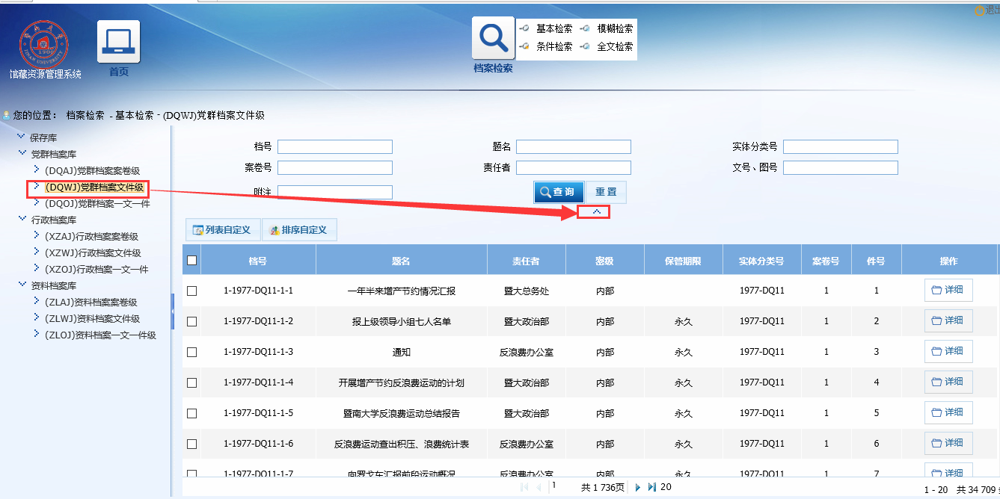 退出
基本检索 模糊检索
条件检索 全文检索
JINAN UNIVERSITY
1906
馆藏资源管理系统
首页
档案检索
您的位置： 档案检索 - 基本检索 - (DQWJ)党群档案文件级
保存库
党群档案库
(DQAJ)党群档案案卷级
(DQWJ)党群档案文件级
(DQOJ)党群档案一文一件
行政档案库
(XZAJ)行政档案案卷级
(XZWJ)行政档案文件级
(XZOJ)行政档案一文一件
资料档案库
(ZLAJ)资料档案案卷级
(ZLWJ)资料档案文件级
(ZLOJ)资料档案一文一件级
档号 题名 实体分类号
案卷号 责任者 文号、图号
附注 查询 重置
列表自定义 排序自定义
档号 题名 责任者 密级 保管期限 实体分类号 案卷号 件号 操作
1-1977-DQ11-1-1 一年半来增产节约情况汇报 暨大总务处 内部 1977-DQ11 1 1 详细
1-1977-DQ11-1-2 报上级领导小组七人名单 暨大政治部 内部 永久 1977-DQ11 1 2 详细
1-1977-DQ11-1-3 通知 反浪费办公室 内部 永久 1977-DQ11 1 3 详细
1-1977-DQ11-1-4 开展增产节约反浪费运动的计划 暨大政治部 内部 永久 1977-DQ11 1 4 详细
1-1977-DQ11-1-5 暨南大学反浪费运动总结报告 暨大政治部 内部 永久 1977-DQ11 1 5 详细
1-1977-DQ11-1-6 反浪费运动查出积压、浪费统计表 反浪费办公室 内部 永久 1977-DQ11 1 6 详细
1-1977-DQ11-1-7 向罗戈东汇报前段运动概况 反浪费办公室 内部 永久 1977-DQ11 1 7 详细
1 共 1 736页 20
1 - 20 共 34 709